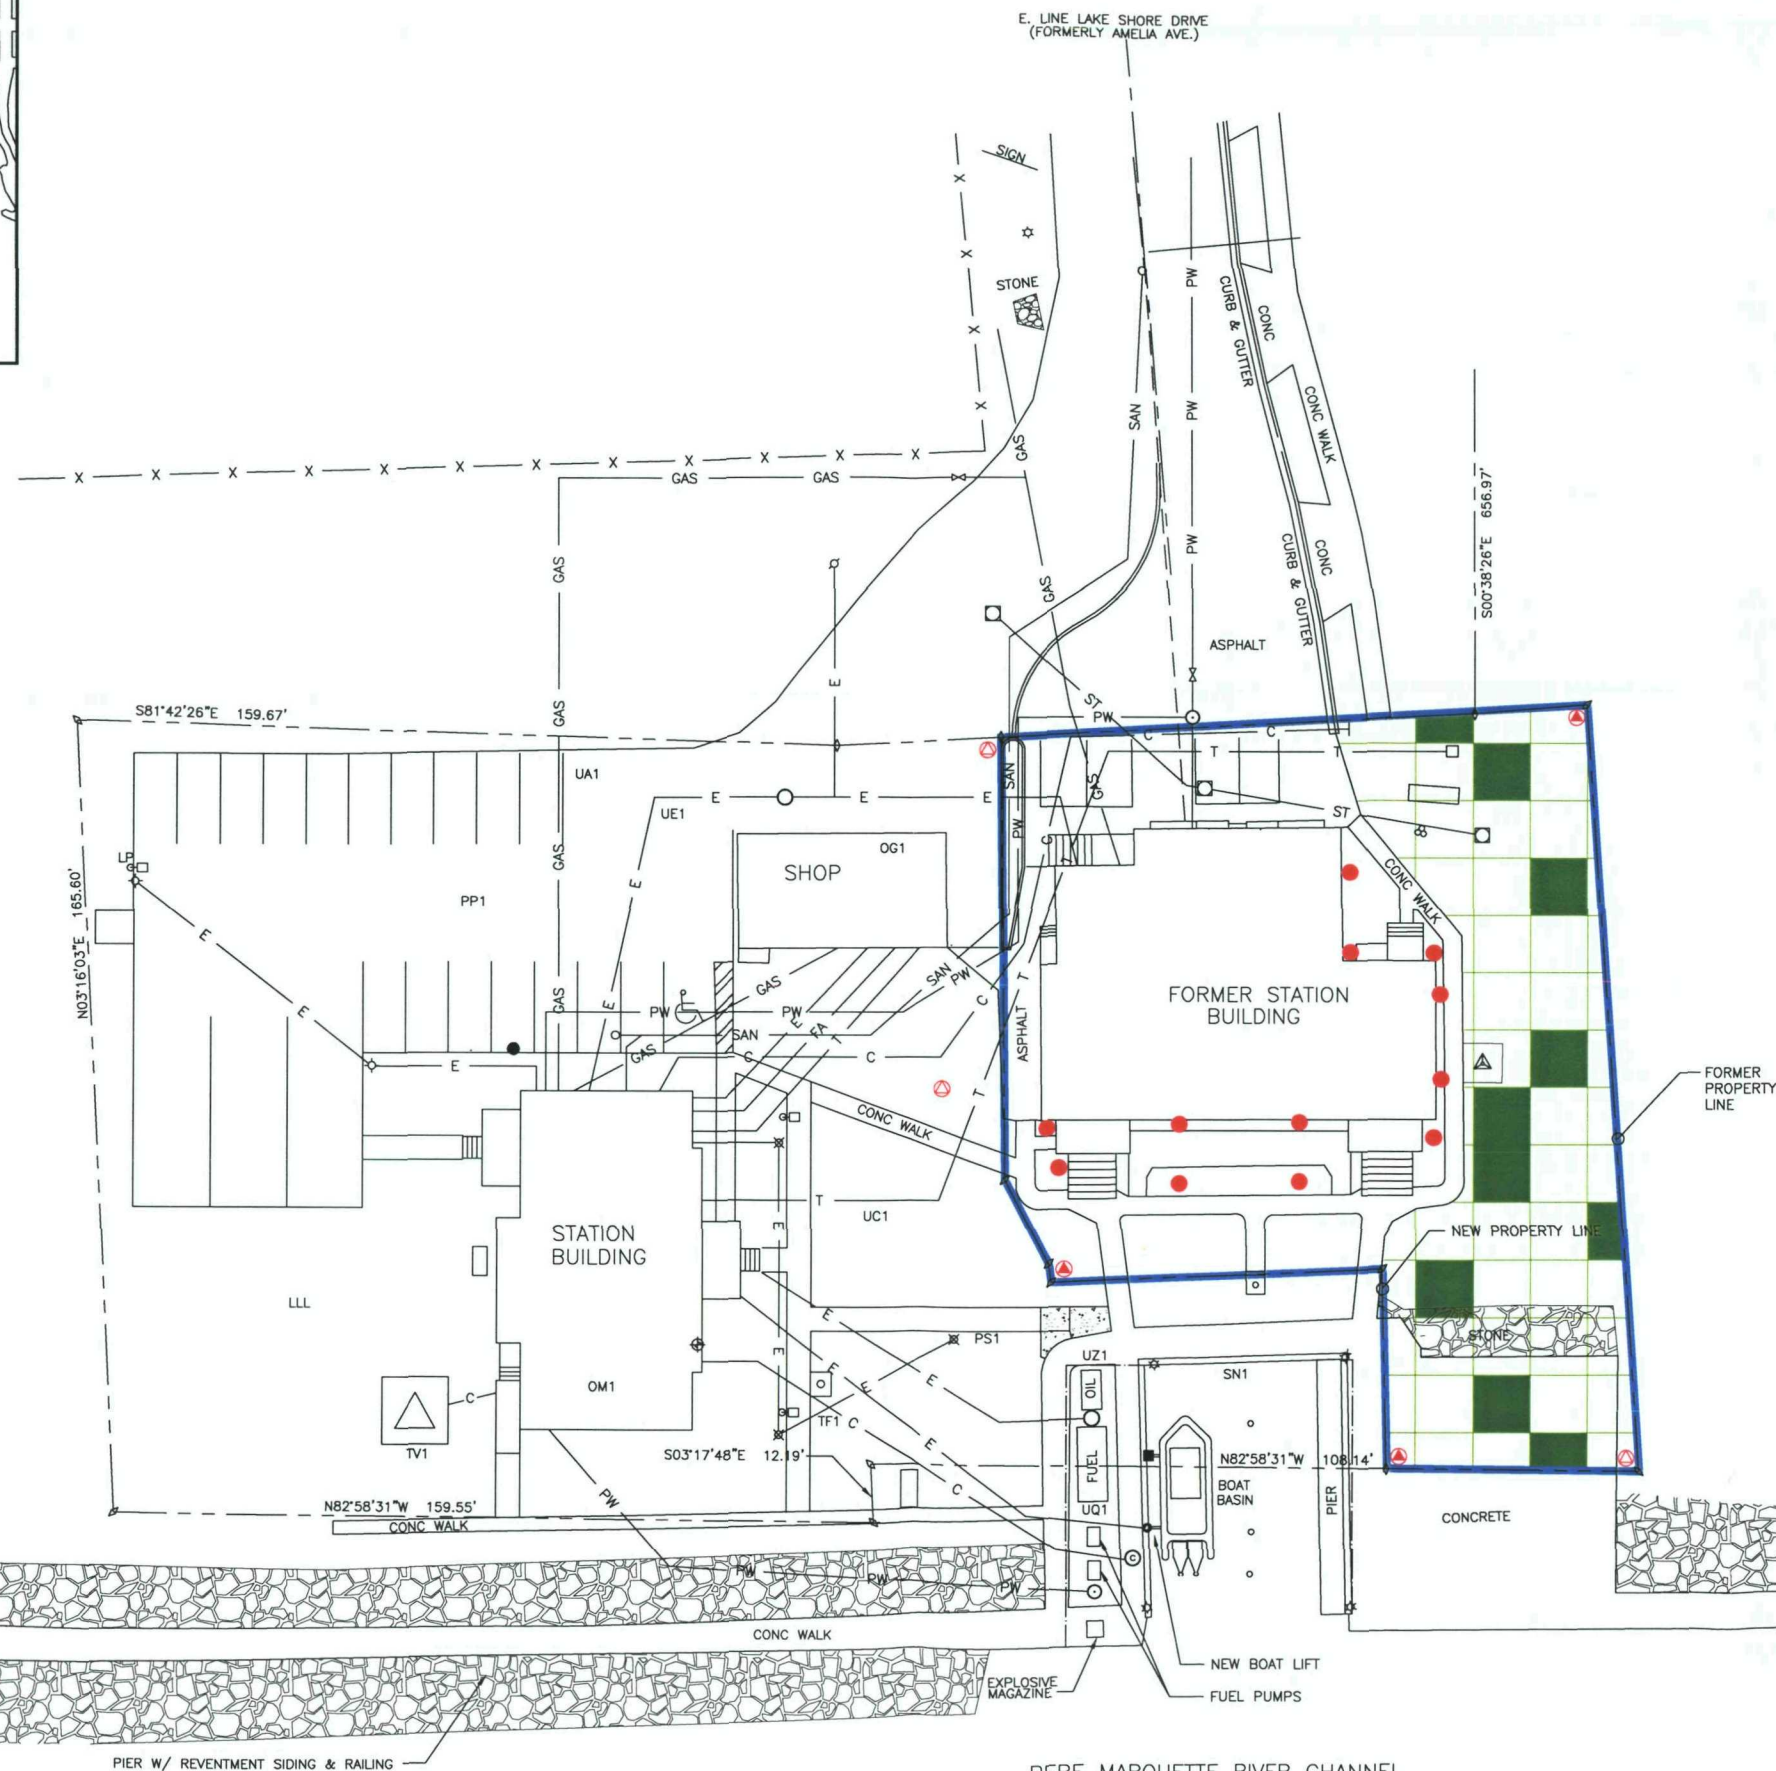 E. LINE LAKE SHORE DRIVE
(FORMERLY AMELIA AVE.)
SIGN
X
X
X
X
STONE
PW
PW
PW
CURB & GUTTER
CONC
CONC WALK
CURB & GUTTER
CONC
SAN
GAS
GAS
S00°38'26"E 656.97'
X X X X X X X X X X X X
GAS GAS
GAS
GAS
GAS
GAS
E
ASPHALT
ST
PW
C C
T T
S81°42'26"E 159.67'
UA1
E E E
UE1
SAN
GAS
PW
ST
C
SHOP
OG1
LP
N03°16'03"E 165.60'
PP1
E
E
E
E
E
CONC WALK
FORMER STATION
BUILDING
ASPHALT
T
C
SAN
PW
GAS
PW PW
SAN
E
FA
T
GAS
C C
T
CONC WALK
T
UC1
FORMER
PROPERTY
LINE
NEW PROPERTY LINE
STATION
BUILDING
E
E
LLL
OM1
TV1
C
E
E
E
E
E
C
C
PS1
TF1
UZ1
OIL
FUEL
UQ1
SN1
STONE
S03°17'48"E 12.19'
N82°58'31"W 108.14'
BOAT
BASIN
PIER
CONCRETE
N82°58'31"W 159.55'
CONC WALK
PW
PW PW PW
CONC WALK
EXPLOSIVE
MAGAZINE
NEW BOAT LIFT
FUEL PUMPS
PIER W/ REVENTMENT SIDING & RAILING
PERE MARQUETTE RIVER CHANNEL